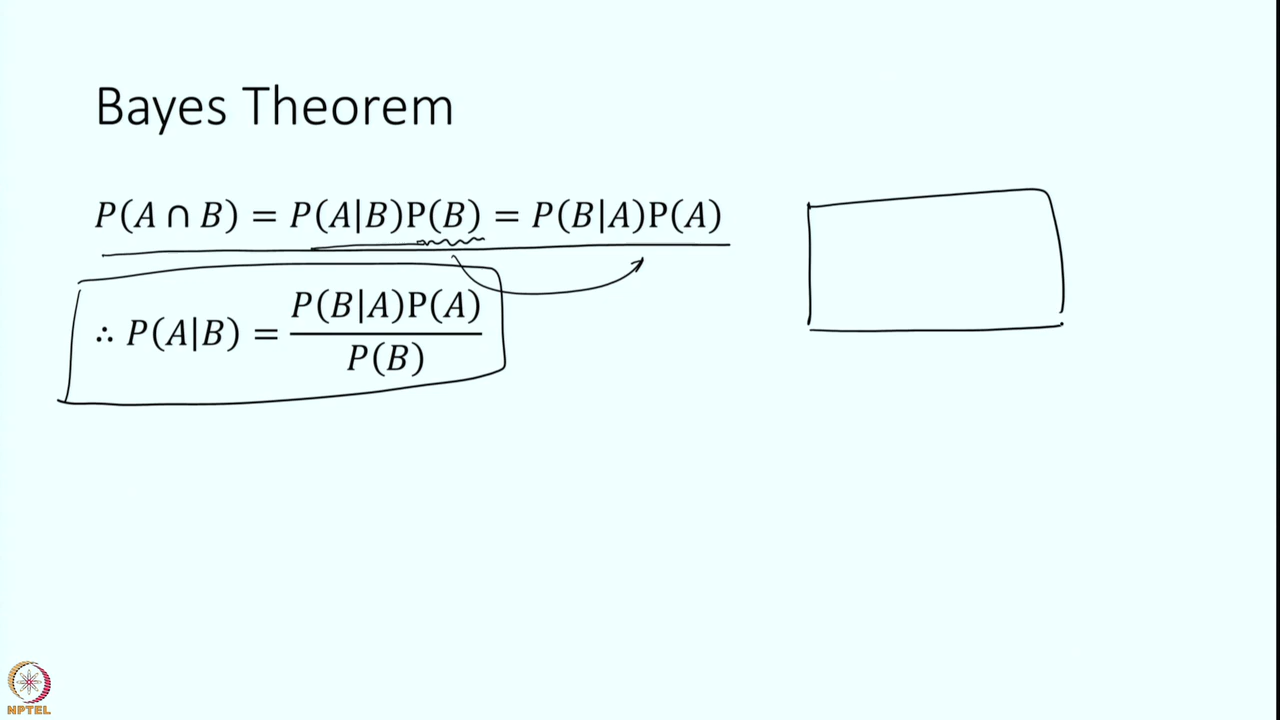 Bayes Theorem
P(A ∩ B) = P(A|B)P(B) = P(B|A)P(A)
∴ P(A|B) = P(B|A)P(A) / P(B)
NPTEL